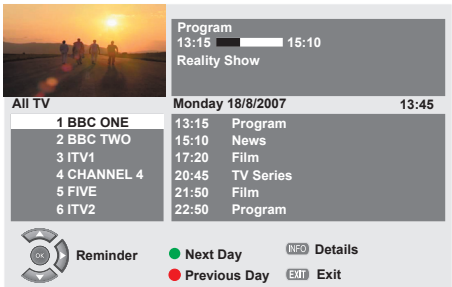 Program
13:15 15:10
Reality Show
All TV Monday 18/8/2007 13:45
1 BBC ONE
2 BBC TWO
3 ITV1
4 CHANNEL 4
5 FIVE
6 ITV2
13:15 Program
15:10 News
17:20 Film
20:45 TV Series
21:50 Film
22:50 Program
OK Reminder
Next Day
Previous Day
INFO Details
EXIT Exit